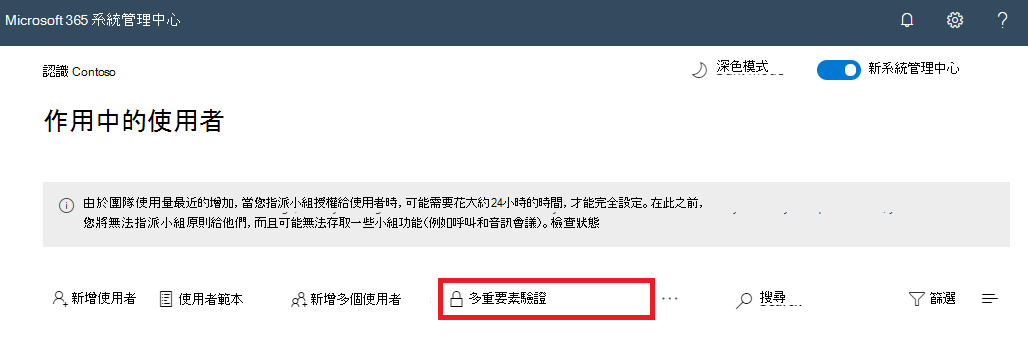 Microsoft 365 系統管理中心
認識 Contoso
深色模式
新系統管理中心
作用中的使用者
由於團隊使用量最近的增加，當您指派小組授權給使用者時，可能需要花大約24小時的時間，才能完全設定。在此之前，
您將無法指派小組原則給他們，而且可能無法存取一些小組功能（例如呼叫和音訊會議）。檢查狀態
新增使用者
使用者範本
新增多個使用者
多重要素驗證
搜尋
篩選